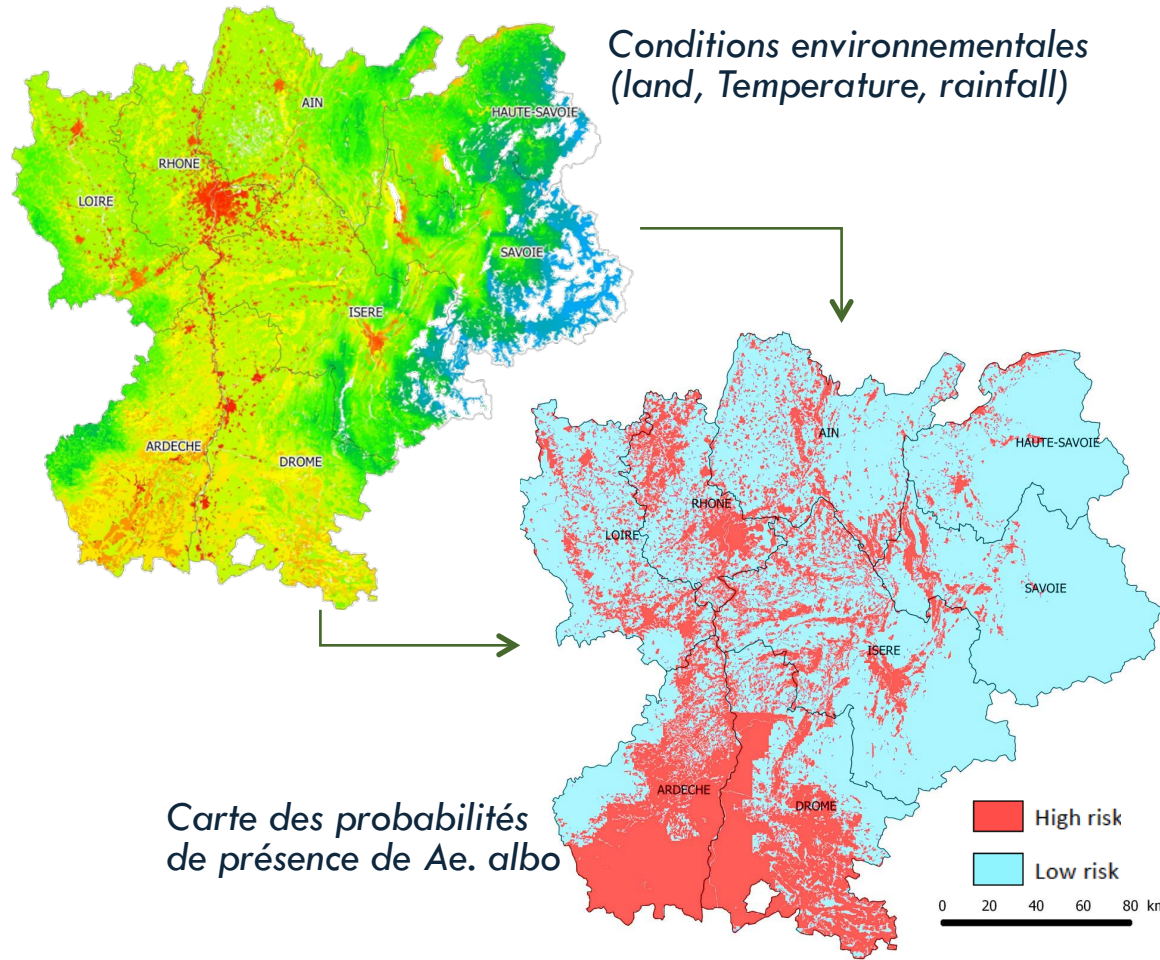 Conditions environnementales
(land, Temperature, rainfall)
AIN
HAUTE-SAVOIE
RHONE
LOIRE
SAVOIE
ISERE
ARDECHE
DROME
AIN
HAUTE-SAVOIE
RHONE
LOIRE
SAVOIE
ISERE
ARDECHE
DROME
Carte des probabilités
de présence de Ae. albo
High risk
Low risk
0 20 40 60 80 km